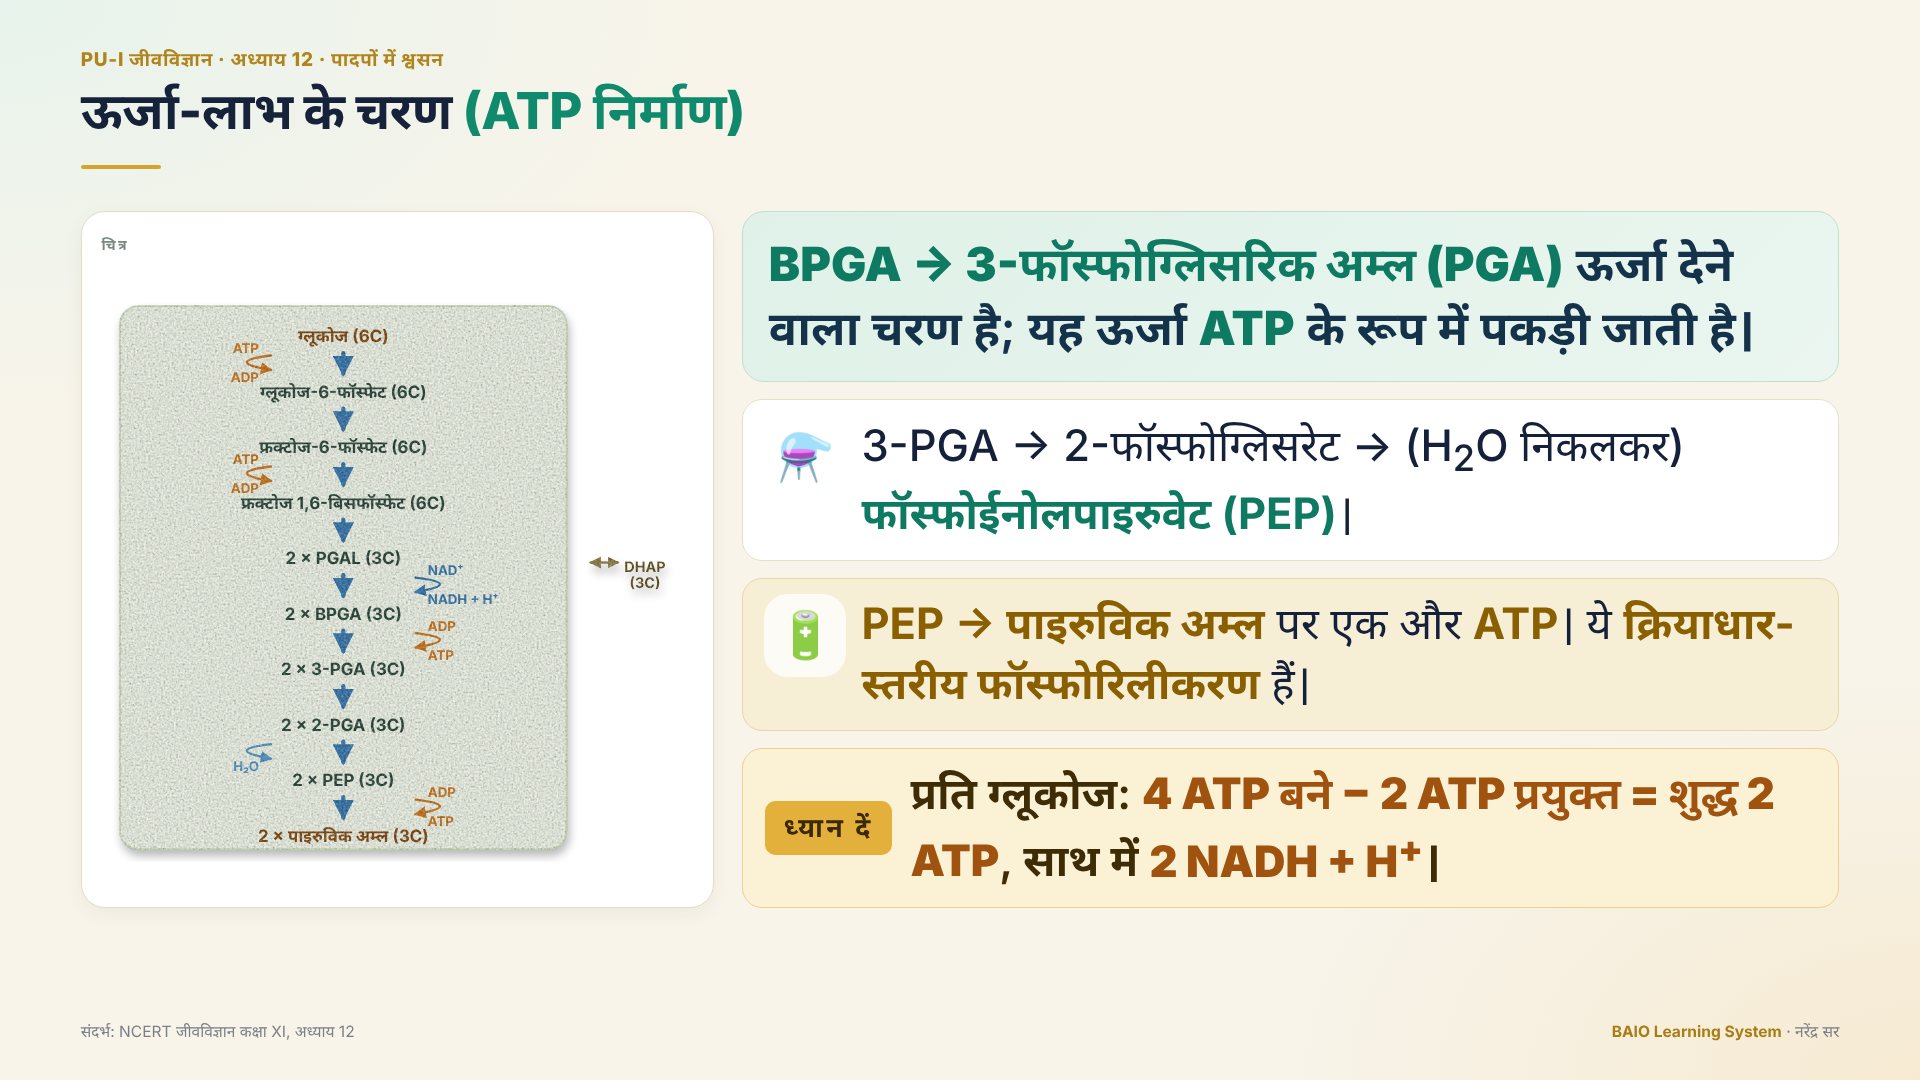 PU-I जीवविज्ञान · अध्याय 12 · पादपों में श्वसन
ऊर्जा-लाभ के चरण (ATP निर्माण)
चित्र
ग्लूकोज (6C)
ATP
ADP
ग्लूकोज-6-फॉस्फेट (6C)
फ्रक्टोज-6-फॉस्फेट (6C)
ATP
ADP
फ्रक्टोज 1,6-बिसफॉस्फेट (6C)
2 × PGAL (3C)
DHAP
(3C)
NAD⁺
NADH + H⁺
2 × BPGA (3C)
ADP
ATP
2 × 3-PGA (3C)
2 × 2-PGA (3C)
H₂O
2 × PEP (3C)
ADP
ATP
2 × पाइरुविक अम्ल (3C)
BPGA → 3-फॉस्फोग्लिसरिक अम्ल (PGA) ऊर्जा देने
वाला चरण है; यह ऊर्जा ATP के रूप में पकड़ी जाती है|
3-PGA → 2-फॉस्फोग्लिसरेट → (H₂O निकलकर)
फॉस्फोईनोलपाइरुवेट (PEP)|
PEP → पाइरुविक अम्ल पर एक और ATP| ये क्रियाधार-
स्तरीय फॉस्फोरिलीकरण हैं|
ध्यान दें
प्रति ग्लूकोज: 4 ATP बने − 2 ATP प्रयुक्त = शुद्ध 2
ATP, साथ में 2 NADH + H⁺|
संदर्भ: NCERT जीवविज्ञान कक्षा XI, अध्याय 12
BAIO Learning System · नरेंद्र सर